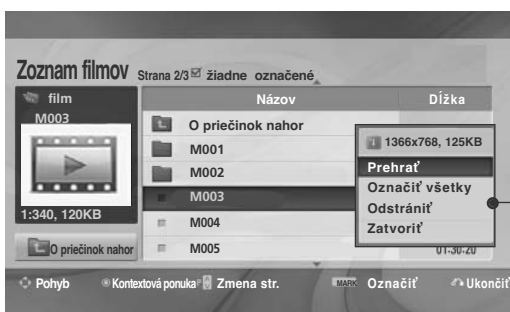 Zoznam filmov Strana 2/3 žiadne označené
film
M003
1:340, 120KB
O priečinok nahor
Názov Dĺžka
O priečinok nahor
M001
M002
M003
M004
M005 01:30:20
1366x768, 125KB
Prehrať
Označiť všetky
Odstrániť
Zatvoriť
Pohyb Kontextová ponuka P Zmena str. MARK Označiť Ukončiť